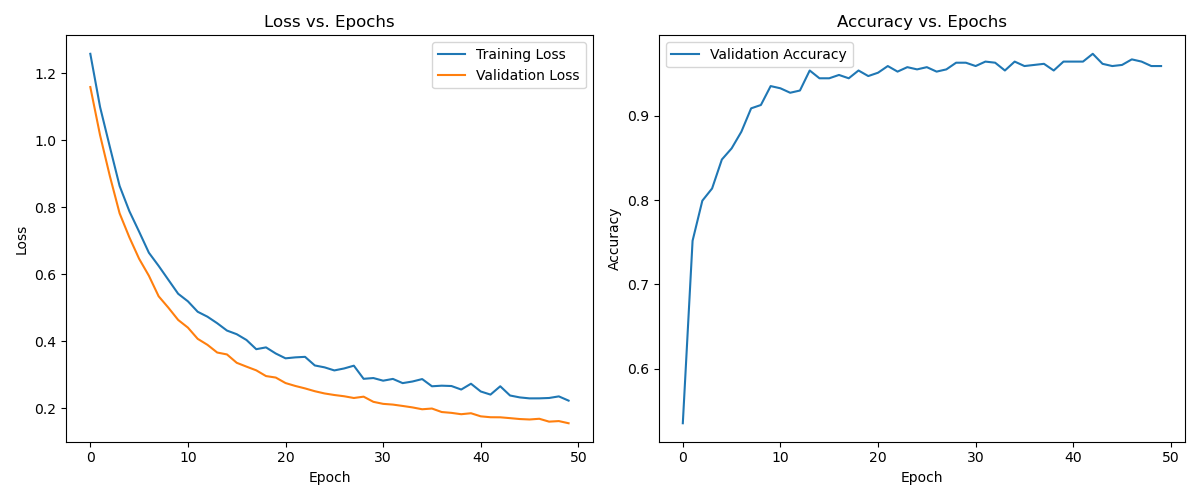 Loss vs. Epochs
Training Loss
Validation Loss
1.2
1.0
0.8
0.6
0.4
0.2
Loss
0 10 20 30 40 50
Epoch
Accuracy vs. Epochs
Validation Accuracy
0.9
0.8
0.7
0.6
Accuracy
0 10 20 30 40 50
Epoch